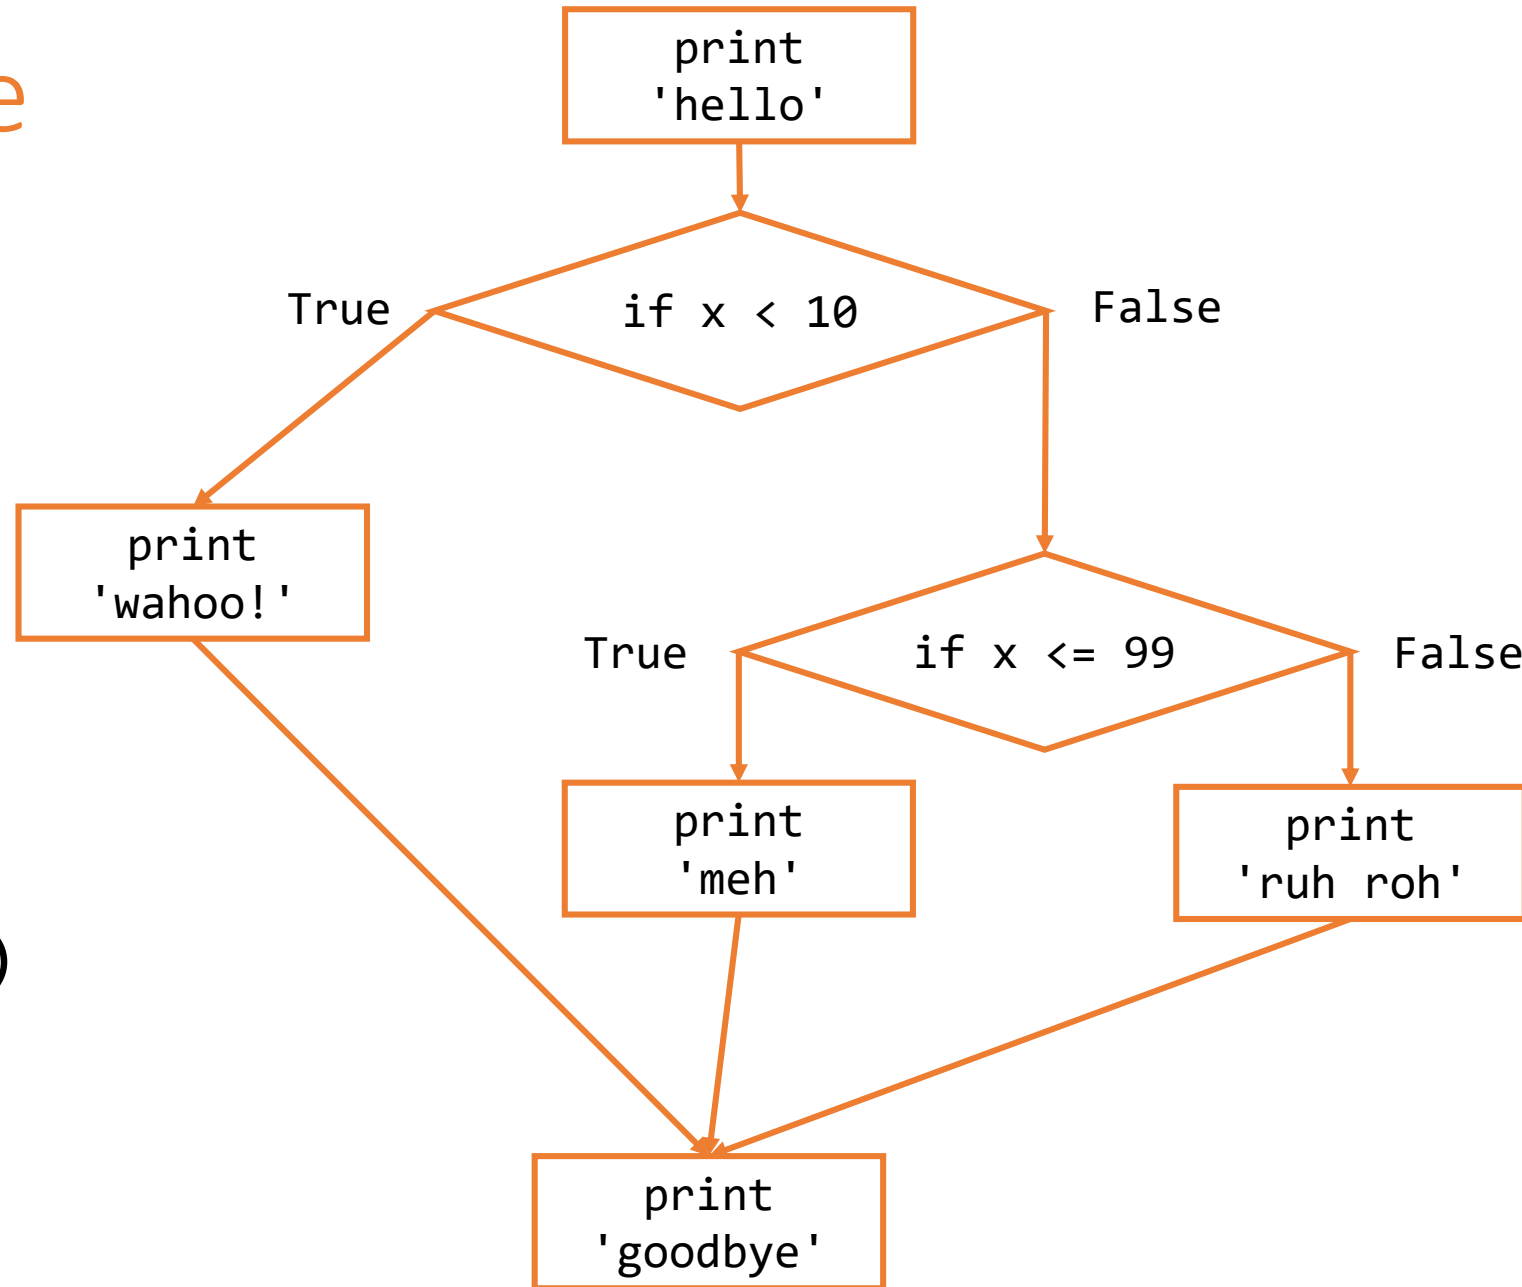 e
print
'hello'
True
if x < 10
False
print
'wahoo!'
True
if x <= 99
False
print
'meh'
print
'ruh roh'
)
print
'goodbye'